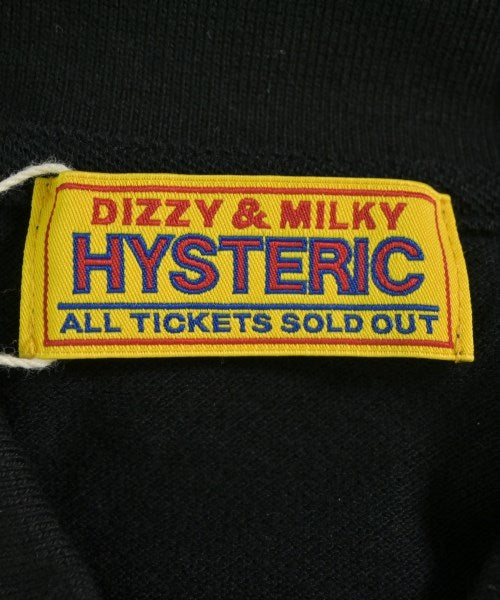 DIZZY & MILKY
HYSTERIC
ALL TICKETS SOLD OUT